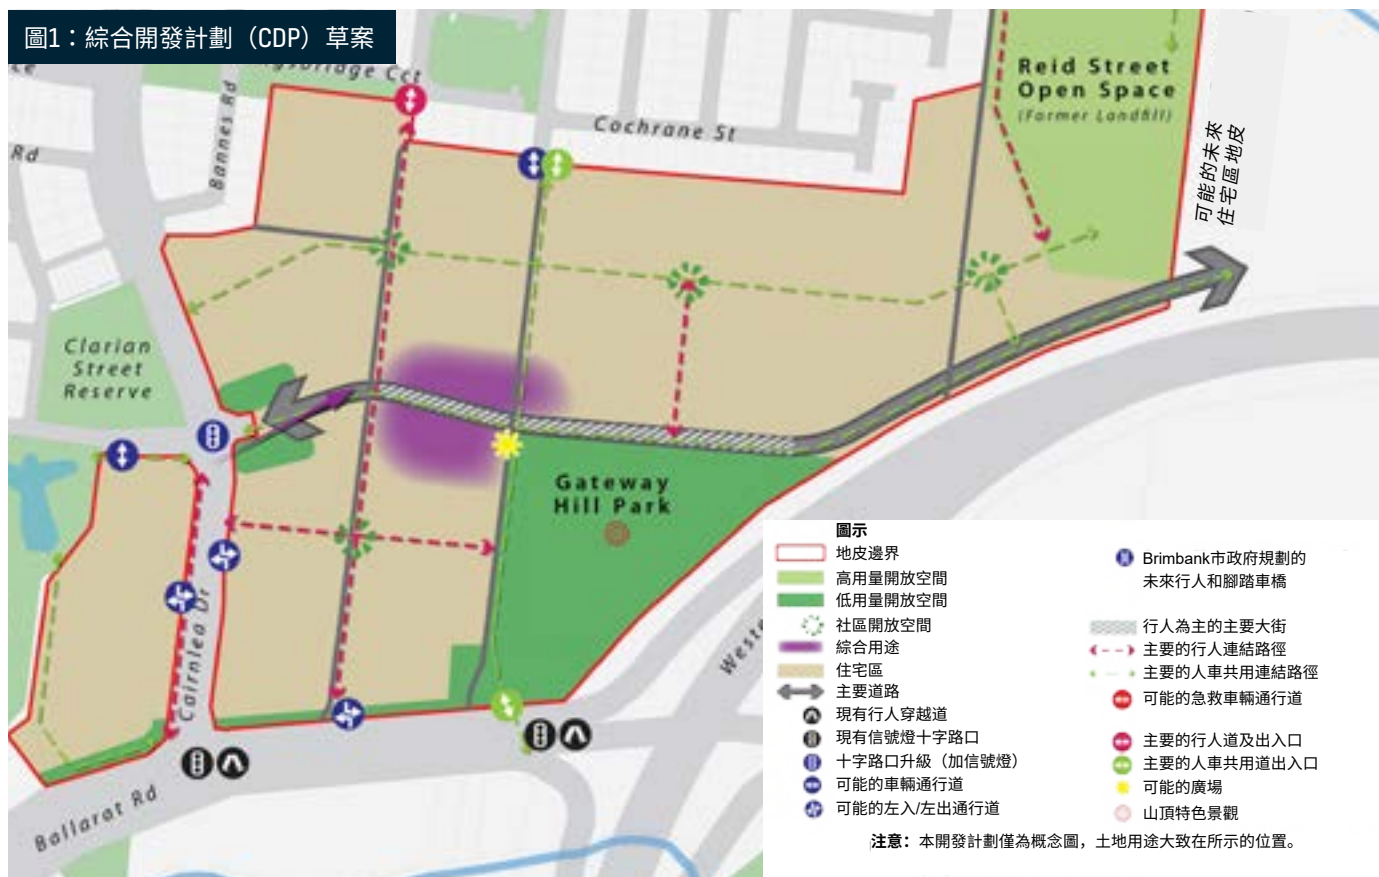 圖1：綜合開發計劃（CDP）草案
Cct
Bannes Rd
Rd
Cochrane St
Reid Street
Open Space
(Former Landfill)
可能的未來
住宅區地皮
Clarian
Street
Reserve
Gateway
Hill Park
Cairnlea Dr
Ballarat Rd
圖示
地皮邊界
高用量開放空間
低用量開放空間
社區開放空間
綜合用途
住宅區
主要道路
現有行人穿越道
現有信號燈十字路口
十字路口升級（加信號燈）
可能的車輛通行道
可能的左入/左出通行道
Brimbank市政府規劃的
未來行人和腳踏車橋
行人為主的主要大街
主要的行人連結路徑
主要的人車共用連結路徑
可能的急救車輛通行道
主要的行人道及出入口
主要的人車共用道出入口
可能的廣場
山頂特色景觀
注意：本開發計劃僅為概念圖，土地用途大致在所示的位置。